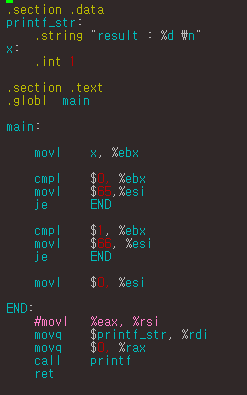 .section .data
printf_str:
.string "result : %d ₩n"
x:
.int 1
.section .text
.globl main
main:
movl x, %ebx
cmpl $0, %ebx
movl $65,%esi
je END
cmpl $1, %ebx
movl $66, %esi
je END
movl $0, %esi
END:
#movl %eax, %rsi
movq $printf_str, %rdi
movq $0, %rax
call printf
ret